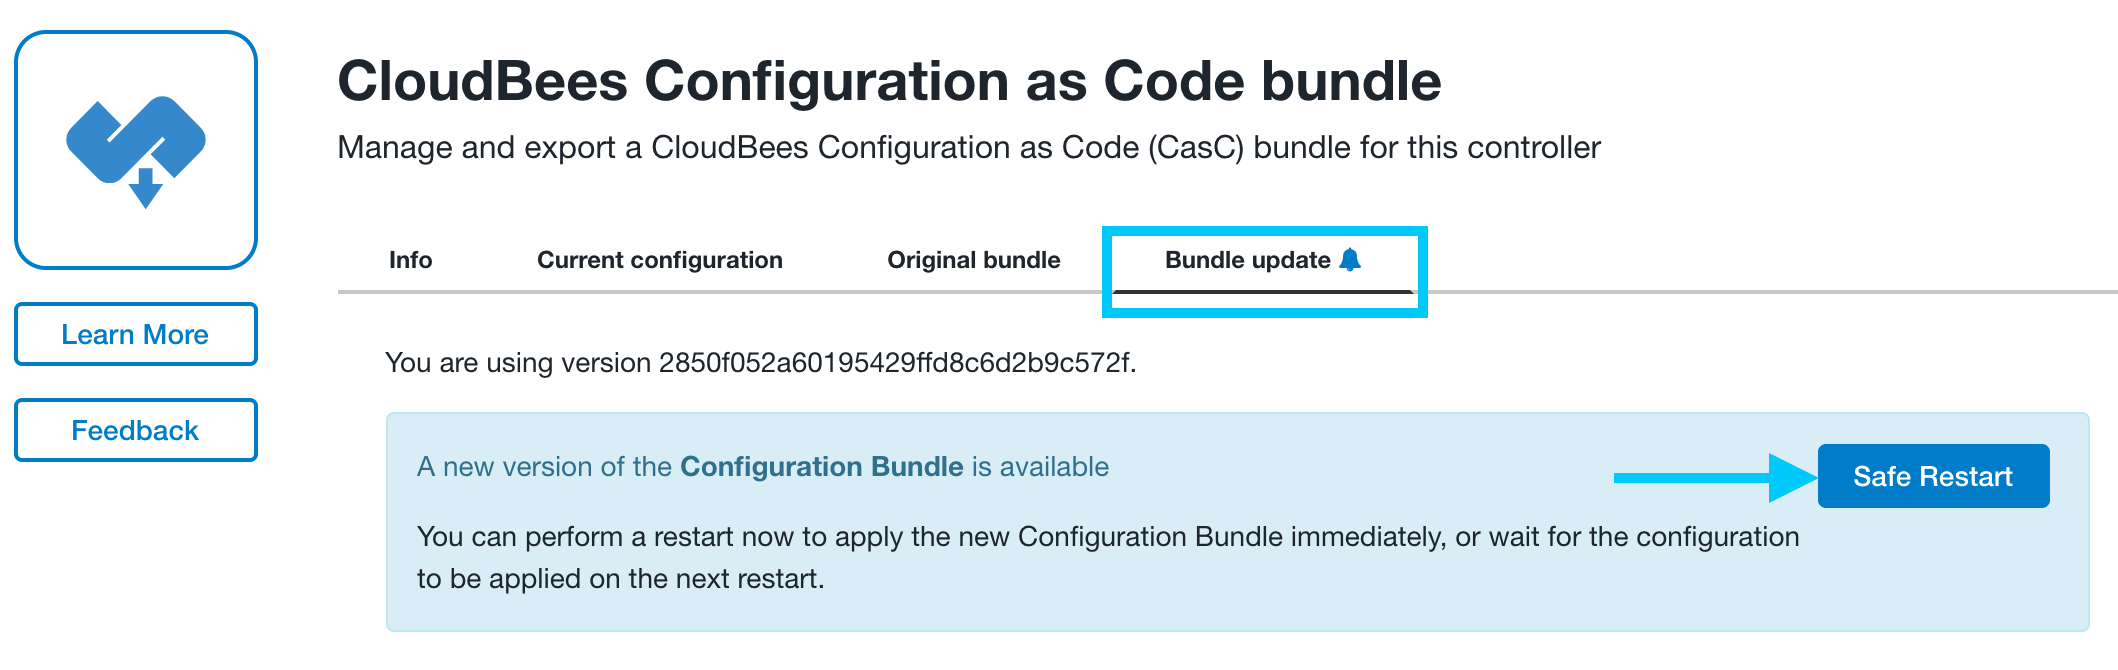 CloudBees Configuration as Code bundle
Manage and export a CloudBees Configuration as Code (CasC) bundle for this controller
Learn More
Feedback
Info
Current configuration
Original bundle
Bundle update
You are using version 2850f052a60195429ffd8c6d2b9c572f.
A new version of the Configuration Bundle is available
Safe Restart
You can perform a restart now to apply the new Configuration Bundle immediately, or wait for the configuration
to be applied on the next restart.